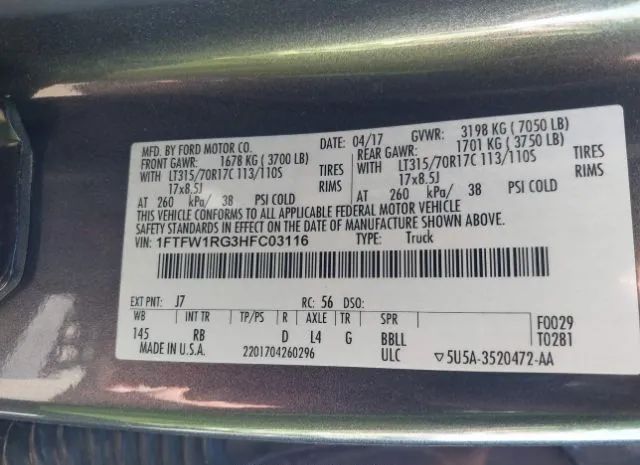 MFD. BY FORD MOTOR CO. DATE: 04/17 GVWR: 3198 KG ( 7050 LB)
FRONT GAWR: 1678 KG ( 3700 LB) REAR GAWR: 1701 KG ( 3750 LB)
WITH LT315/70R17C 113/110S TIRES WITH LT315/70R17C 113/110S TIRES
17x8.5J RIMS 17x8.5J RIMS
AT 260 kPa/ 38 PSI COLD AT 260 kPa/ 38 PSI COLD
THIS VEHICLE CONFORMS TO ALL APPLICABLE FEDERAL MOTOR VEHICLE
SAFETY STANDARDS IN EFFECT ON THE DATE OF MANUFACTURE SHOWN ABOVE.
VIN: 1FTFW1RG3HFC03116 TYPE: Truck
EXT PNT: J7 RC: 56 DSO:
WB INT TR TP/PS R AXLE TR SPR F0029
145 RB D L4 G BBLL T0281
MADE IN U.S.A. 2201704260296 ULC ▽5U5A-3520472-AA